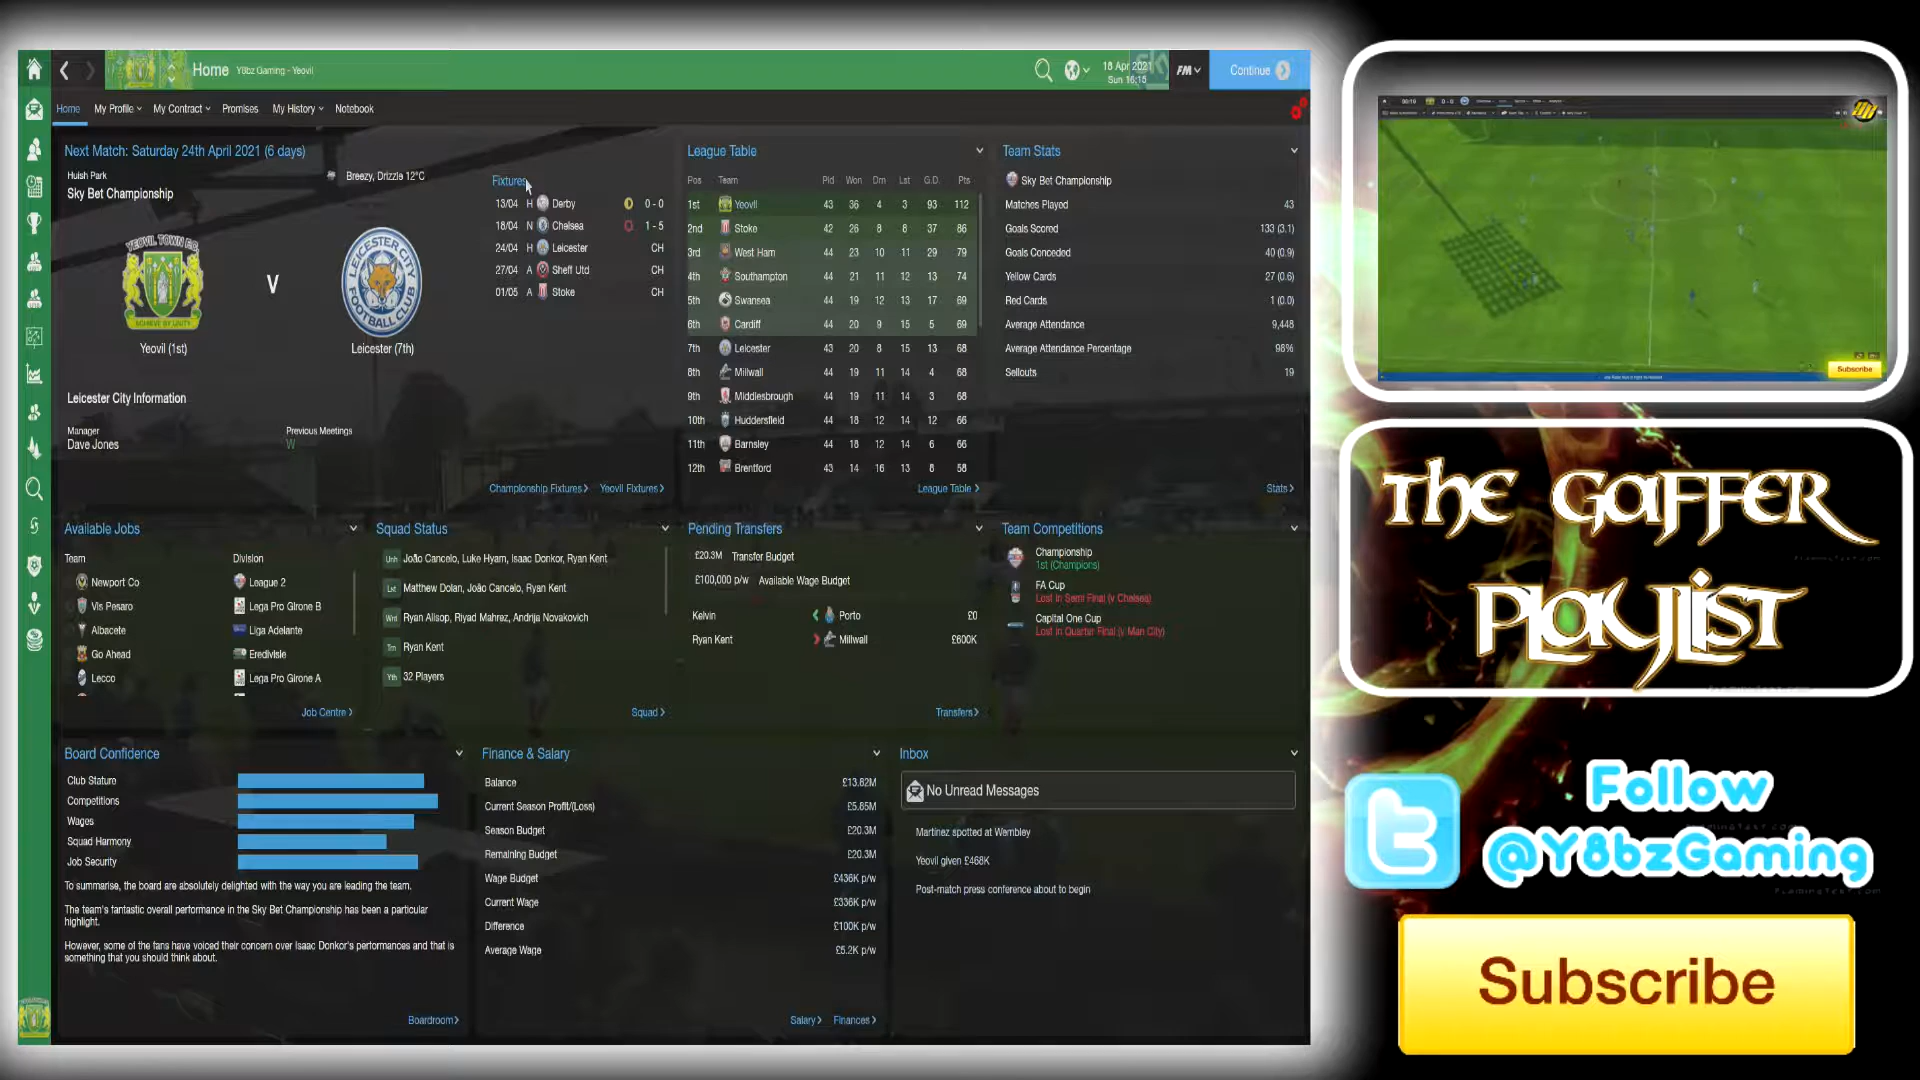 Home
Y8bz Gaming - Yeovil
18 Apr 2021
Sun 16:15
FM
Continue
Home My Profile My Contract Promises My History Notebook
Next Match: Saturday 24th April 2021 (6 days)
Huish Park
Sky Bet Championship
Breezy, Drizzle 12°C
YEOVIL TOWN F.C.
ACHIEVE BY UNITY
V
LEICESTER CITY
FOOTBALL CLUB
Yeovil (1st)
Leicester (7th)
Leicester City Information
Manager
Dave Jones
Previous Meetings
W
Fixtures
13/04 H Derby 0 - 0
18/04 N Chelsea 1 - 5
24/04 H Leicester CH
27/04 A Sheff Utd CH
01/05 A Stoke CH
Championship Fixtures> Yeovil Fixtures>
League Table
Pos Team Pld Won Drn Lst G.D. Pts
1st Yeovil 43 36 4 3 93 112
2nd Stoke 42 26 8 8 37 86
3rd West Ham 44 23 10 11 29 79
4th Southampton 44 21 11 12 13 74
5th Swansea 44 19 12 13 17 69
6th Cardiff 44 20 9 15 5 69
7th Leicester 43 20 8 15 13 68
8th Millwall 44 19 11 14 4 68
9th Middlesbrough 44 19 11 14 3 68
10th Huddersfield 44 18 12 14 12 66
11th Barnsley 44 18 12 14 6 66
12th Brentford 43 14 16 13 8 58
League Table >
Team Stats
Sky Bet Championship
Matches Played 43
Goals Scored 133 (3.1)
Goals Conceded 40 (0.9)
Yellow Cards 27 (0.6)
Red Cards 1 (0.0)
Average Attendance 9,448
Average Attendance Percentage 98%
Sellouts 19
Stats>
Available Jobs
Team Division
Newport Co League 2
Vis Pesaro Lega Pro Girone B
Albacete Liga Adelante
Go Ahead Eredivisie
Lecco Lega Pro Girone A
Job Centre >
Squad Status
Unh João Cancelo, Luke Hyam, Isaac Donkor, Ryan Kent
Lst Matthew Dolan, João Cancelo, Ryan Kent
Wnt Ryan Alisop, Riyad Mahrez, Andrija Novakovich
Trn Ryan Kent
Yth 32 Players
Squad >
Pending Transfers
£20.3M Transfer Budget
£100,000 p/w Available Wage Budget
Kelvin Porto £0
Ryan Kent Millwall £600K
Transfers>
Team Competitions
Championship
1st (Champions)
FA Cup
Lost in Semi Final (v Chelsea)
Capital One Cup
Lost in Quarter Final (v Man City)
Board Confidence
Club Stature
Competitions
Wages
Squad Harmony
Job Security
To summarise, the board are absolutely delighted with the way you are leading the team.
The team's fantastic overall performance in the Sky Bet Championship has been a particular
highlight.
However, some of the fans have voiced their concern over Isaac Donkor's performances and that is
something that you should think about.
Boardroom>
Finance & Salary
Balance £13.82M
Current Season Profit/(Loss) £5.85M
Season Budget £20.3M
Remaining Budget £20.3M
Wage Budget £436K p/w
Current Wage £336K p/w
Difference £100K p/w
Average Wage £5.2K p/w
Salary> Finances>
Inbox
No Unread Messages
Martinez spotted at Wembley
Yeovil given £468K
Post-match press conference about to begin
Subscribe
The Gaffer
Playlist
Follow
@Y8bzGaming
Subscribe